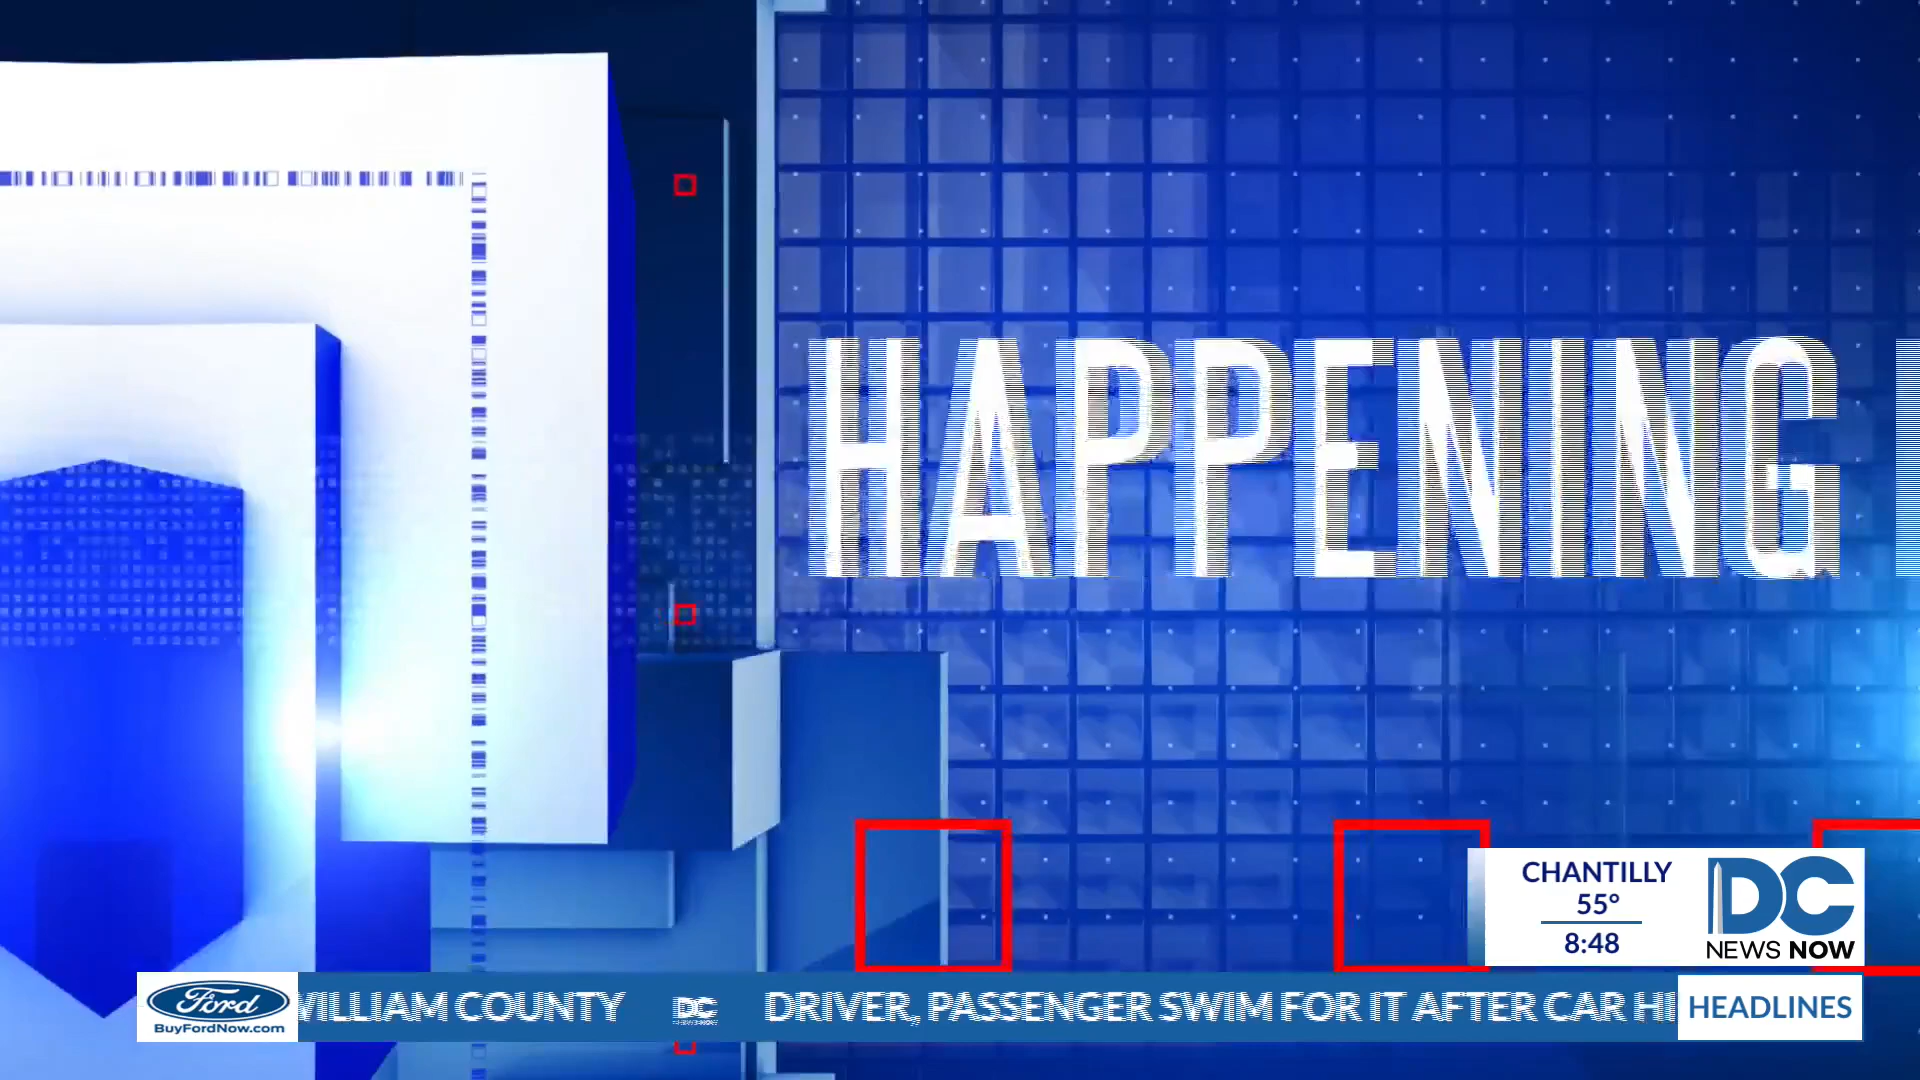 HAPPENING
CHANTILLY
55°
8:48
DC
NEWS NOW
Ford
BuyFordNow.com
WILLIAM COUNTY
DC
DRIVER, PASSENGER SWIM FOR IT AFTER CAR HI
HEADLINES